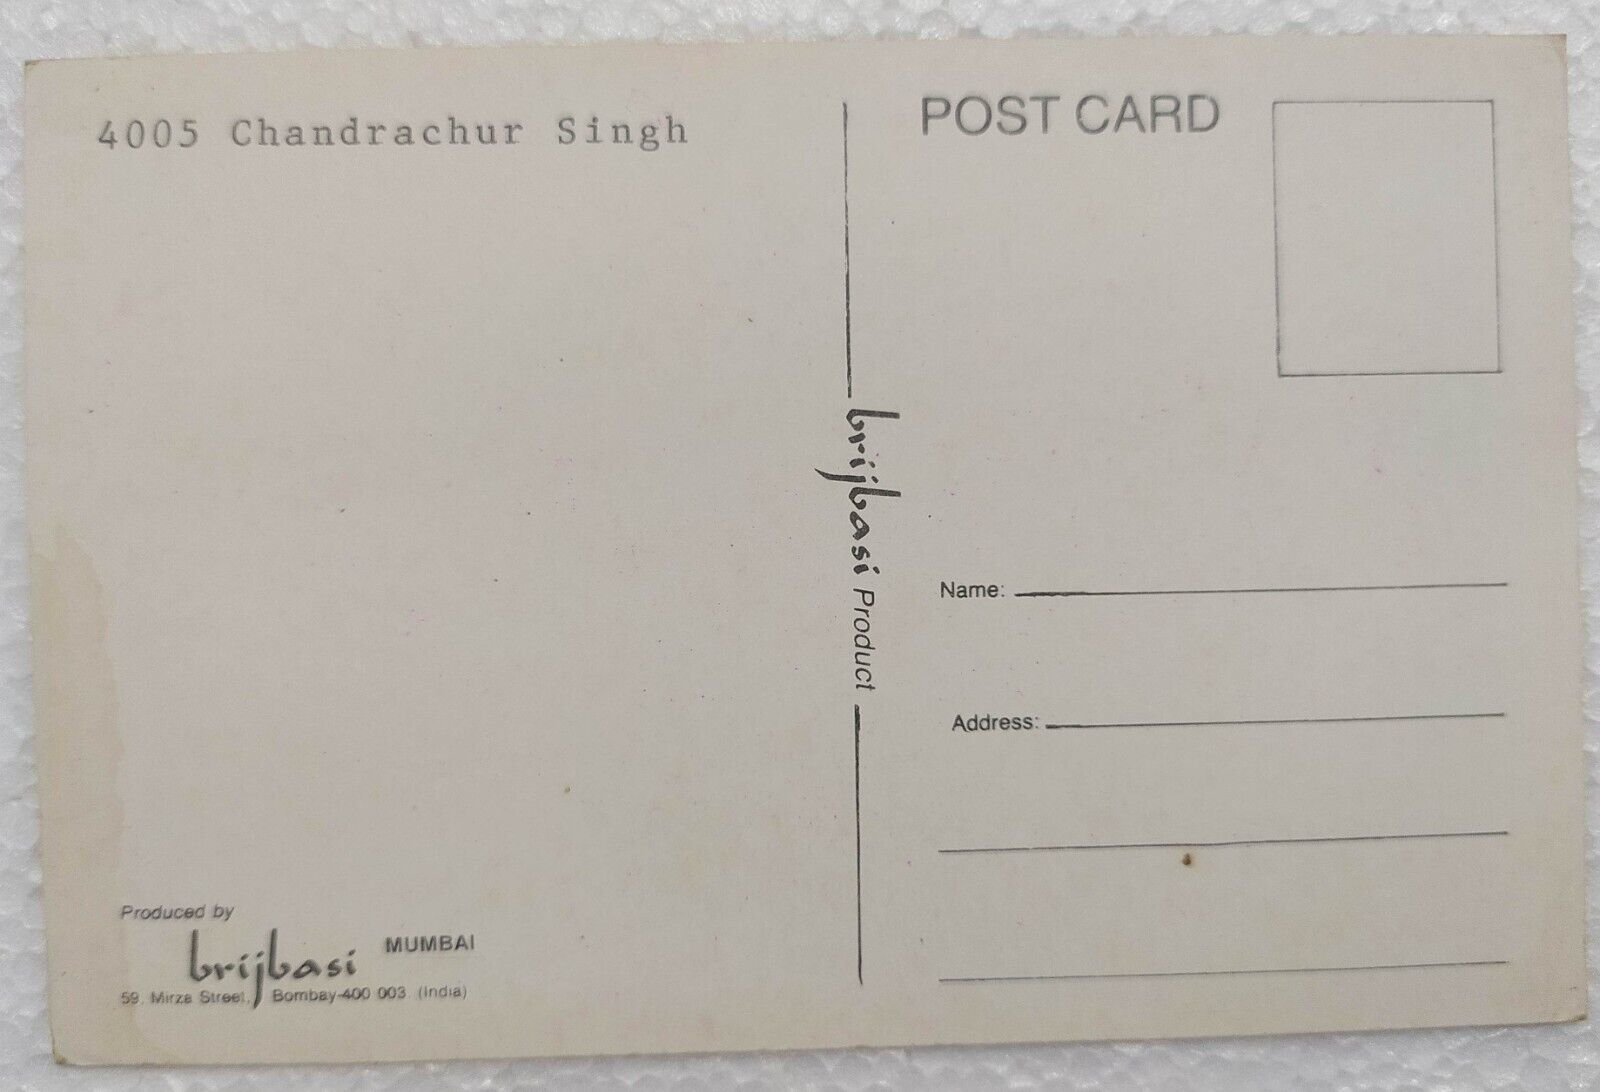 4005 Chandrachur Singh
Produced by
brijbasi MUMBAI
59, Mirza Street, Bombay-400 003 (India)
brijbasi Product
POST CARD
Name:
Address: